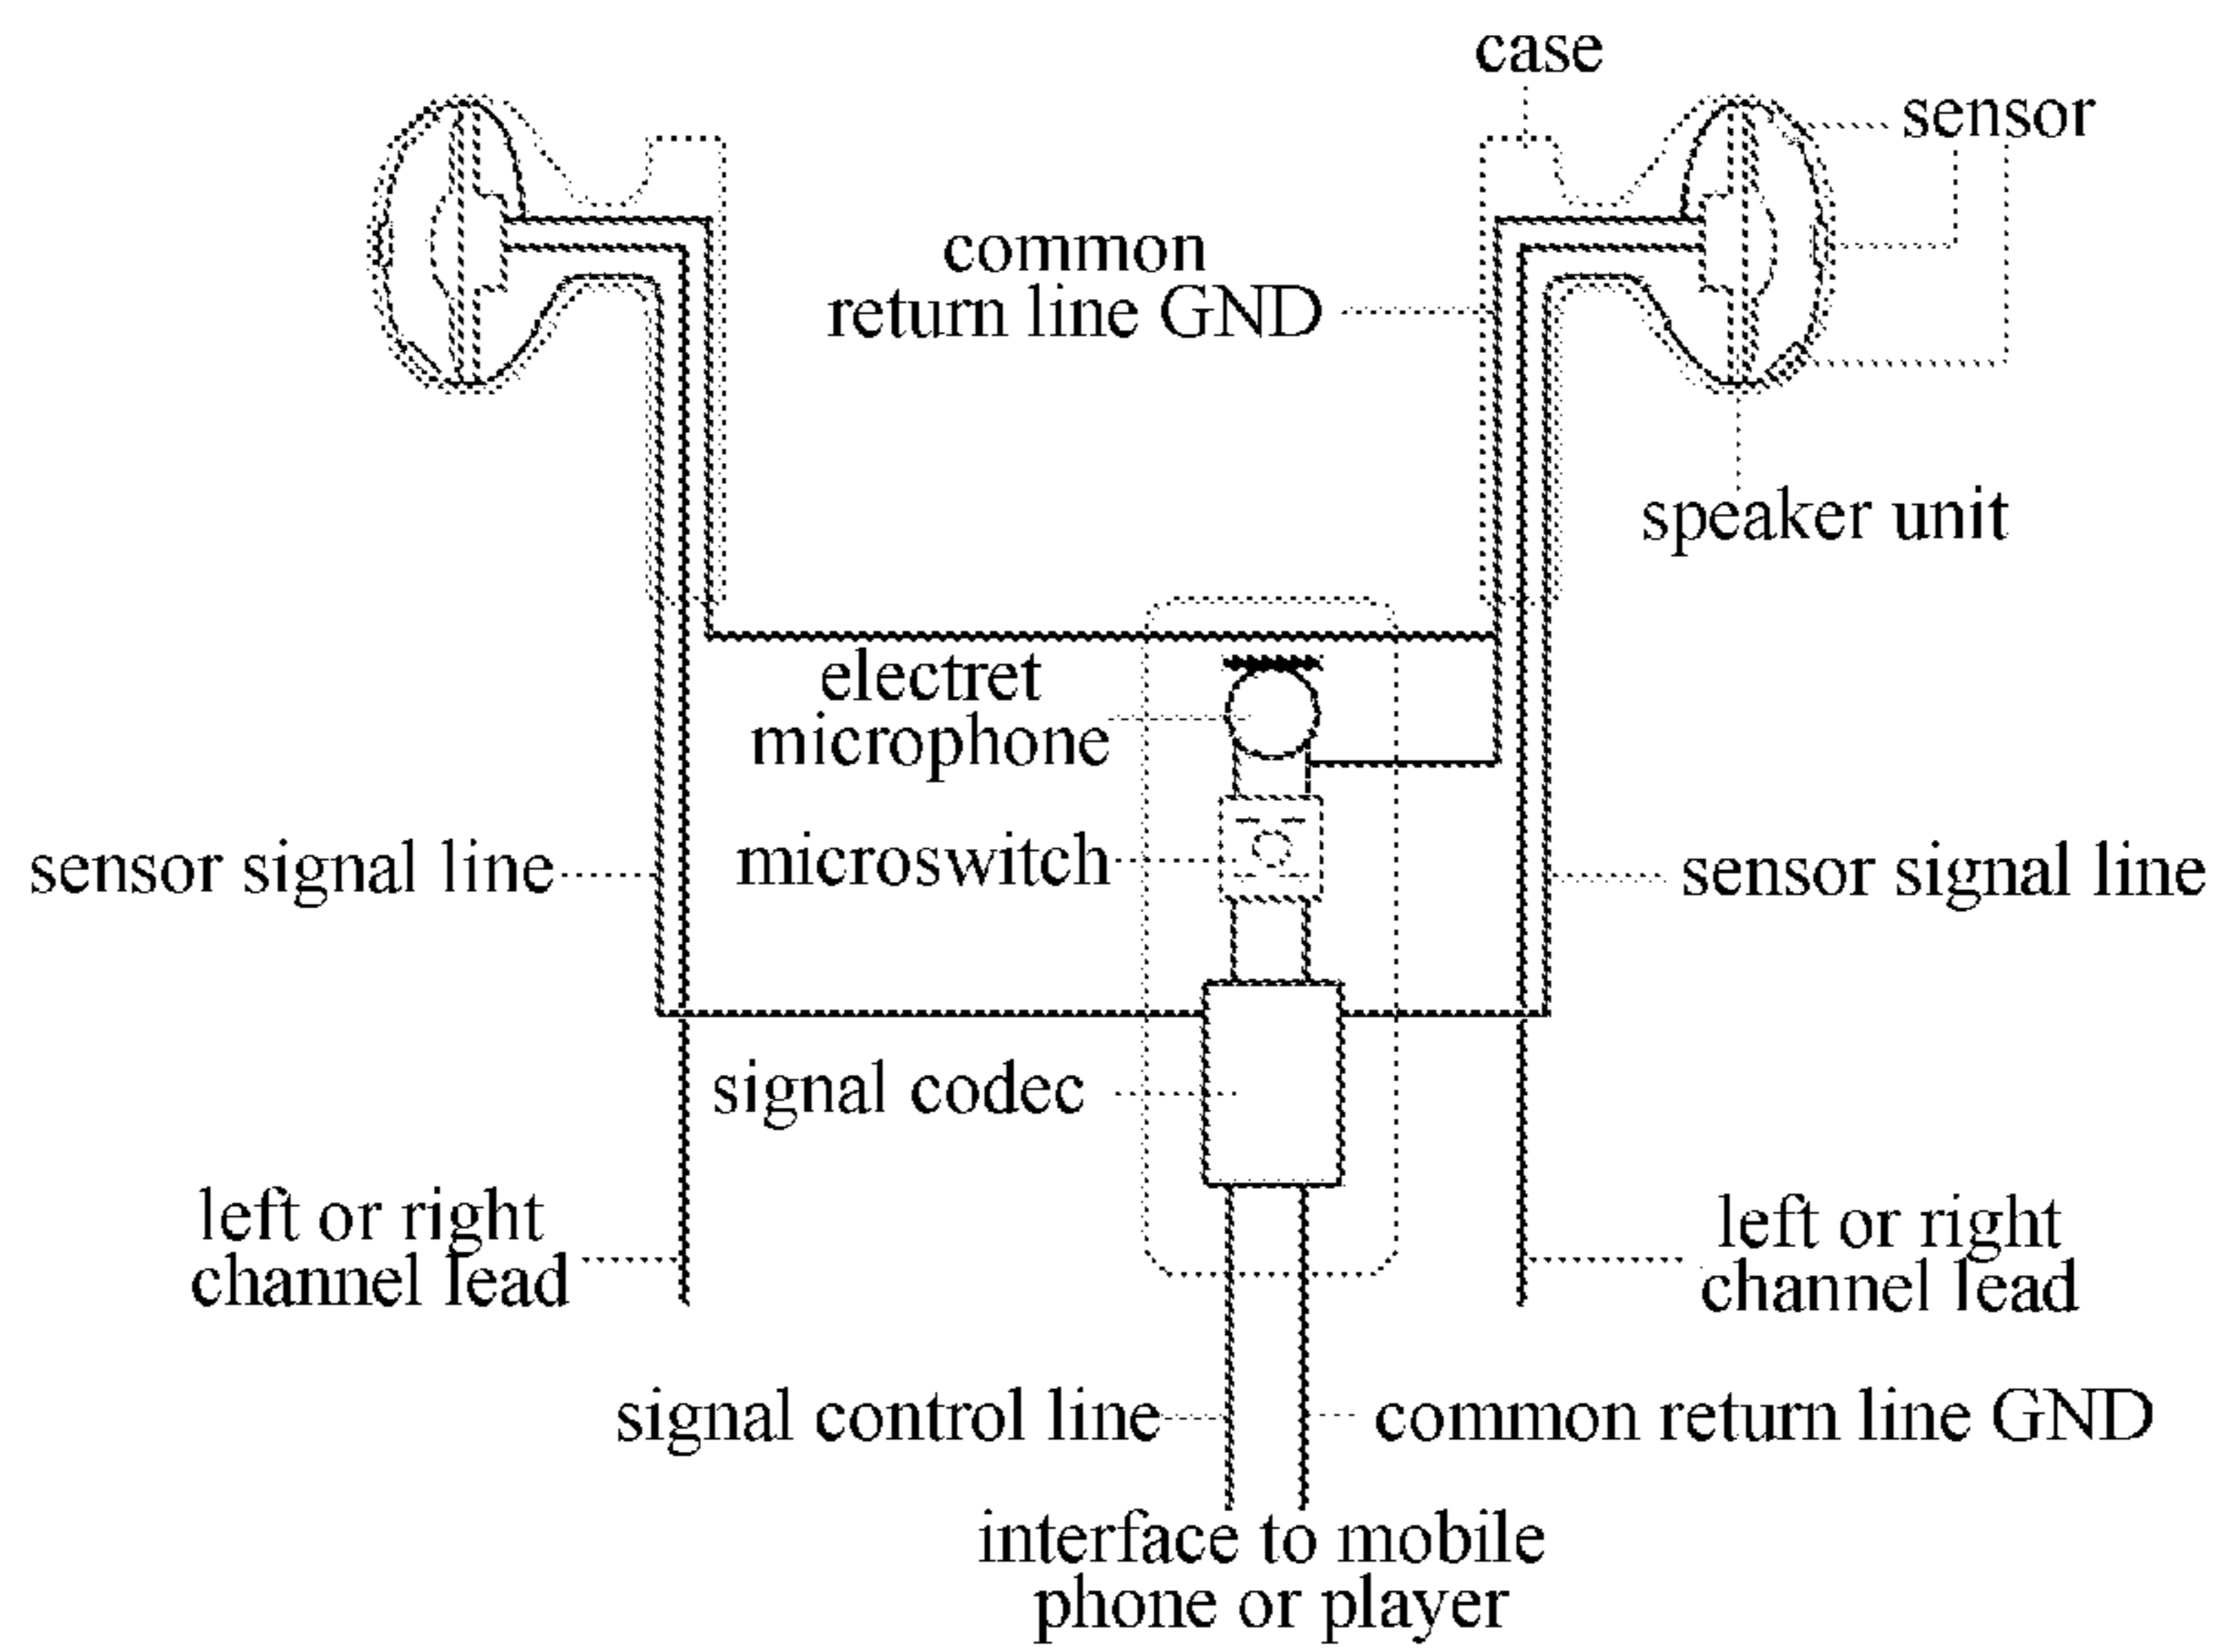 case
sensor
common
return line GND
speaker unit
electret
microphone
microswitch
sensor signal line
sensor signal line
signal codec
left or right
channel lead
left or right
channel lead
signal control line
common return line GND
interface to mobile
phone or player